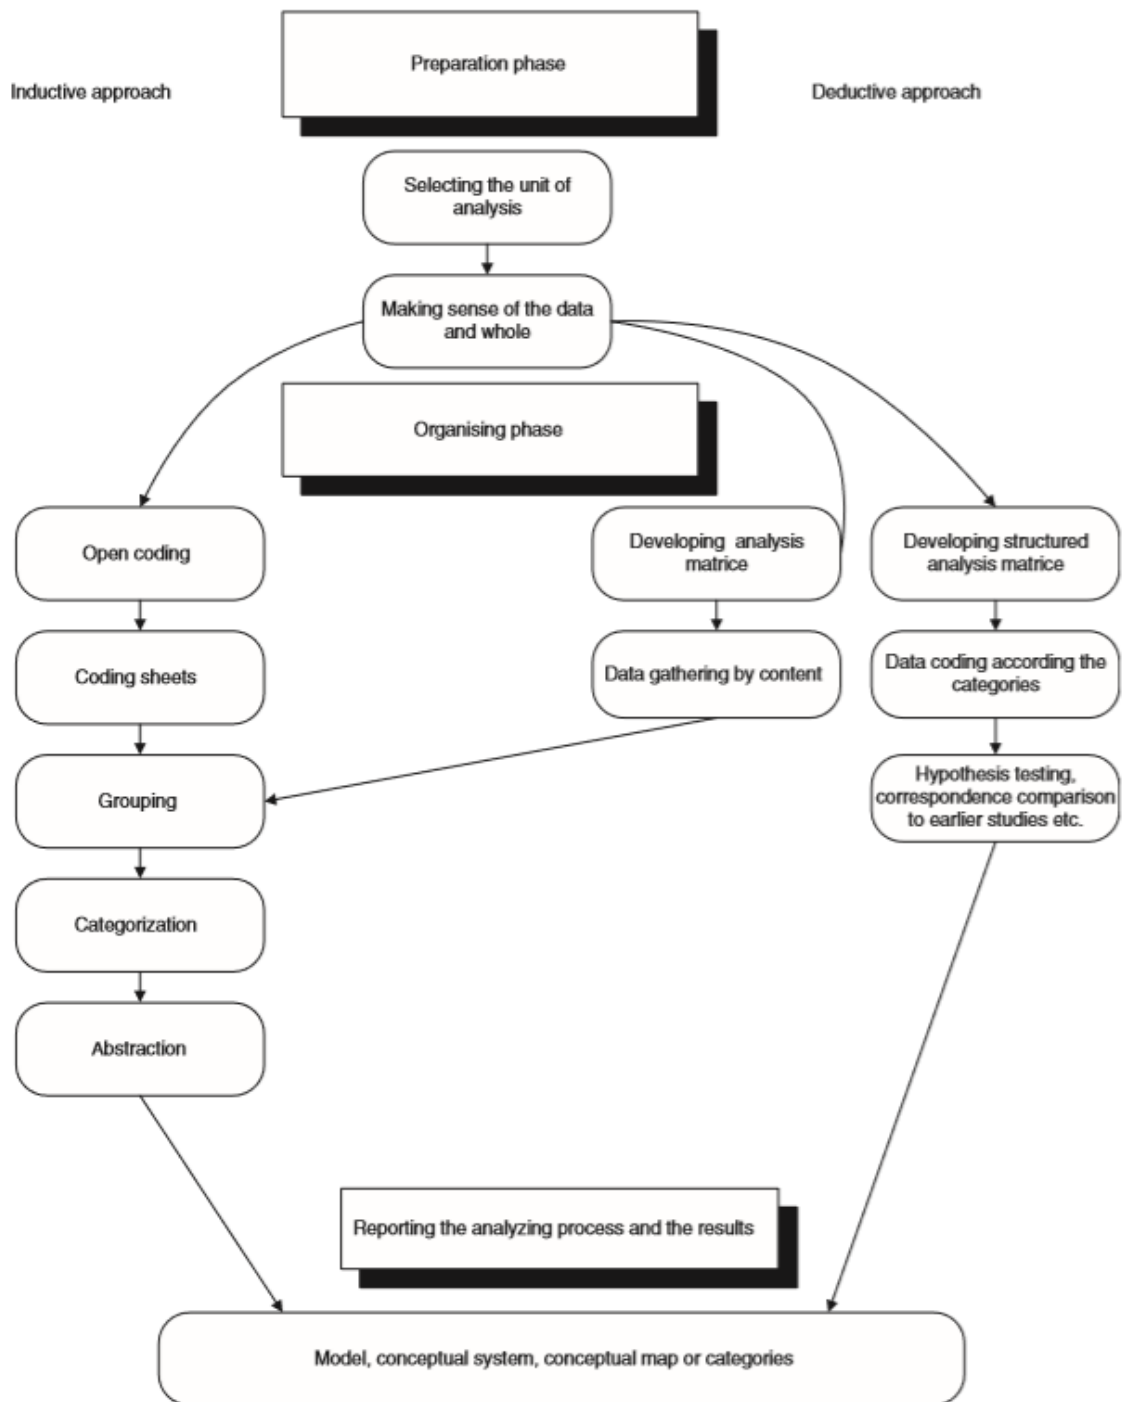 Preparation phase
Inductive approach
Deductive approach
Selecting the unit of
analysis
Making sense of the data
and whole
Organising phase
Open coding
Developing analysis
matrice
Developing structured
analysis matrice
Coding sheets
Data gathering by content
Data coding according the
categories
Grouping
Hypothesis testing,
correspondence comparison
to earlier studies etc.
Categorization
Abstraction
Reporting the analyzing process and the results
Model, conceptual system, conceptual map or categories